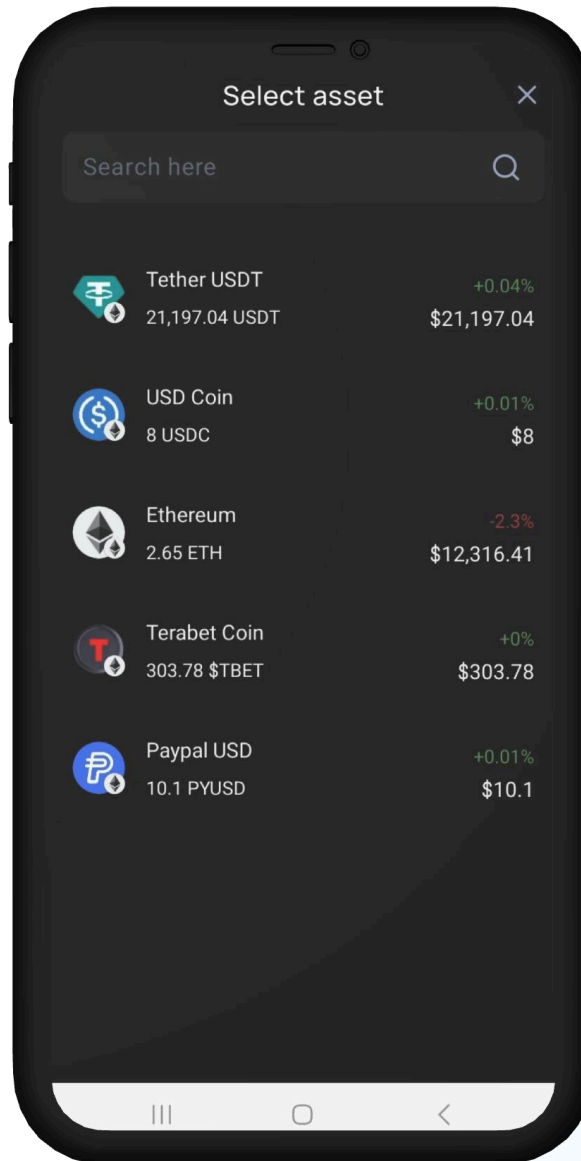 Select asset
Search here
Tether USDT
+0.04%
21,197.04 USDT
$21,197.04
USD Coin
+0.01%
8 USDC
$8
Ethereum
-2.3%
2.65 ETH
$12,316.41
Terabet Coin
+0%
303.78 $TBET
$303.78
Paypal USD
+0.01%
10.1 PYUSD
$10.1